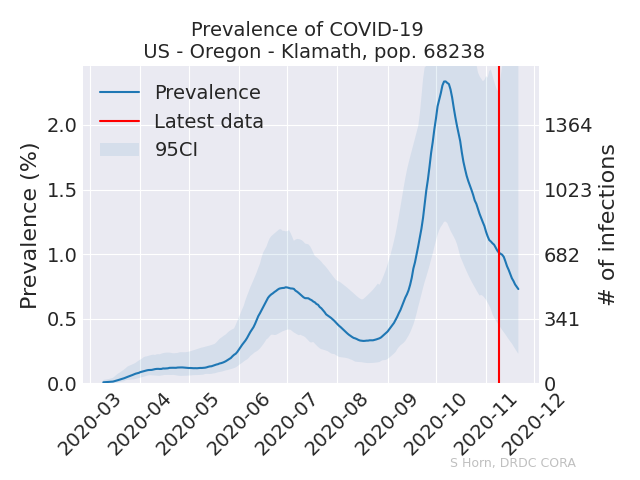 Prevalence of COVID-19
US - Oregon - Klamath, pop. 68238
Prevalence
Latest data
95CI
Prevalence (%)
2.0
1.5
1.0
0.5
0.0
1364
1023
682
341
0
# of infections
2020-03
2020-04
2020-05
2020-06
2020-07
2020-08
2020-09
2020-10
2020-11
2020-12
S Horn, DRDC CORA